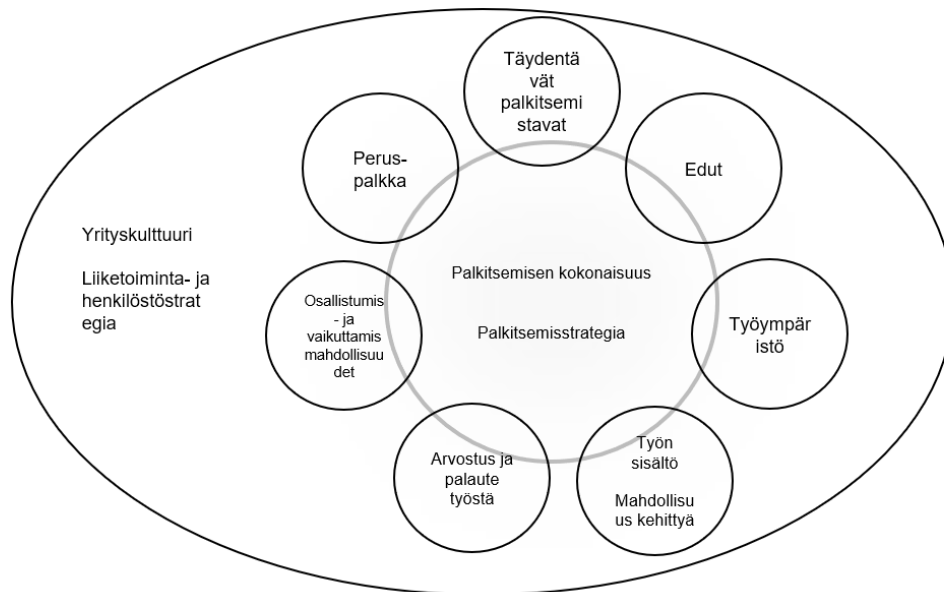 Täydentä
vät
palkitsemi
stavat
Perus-
palkka
Edut
Yrityskulttuuri
Liiketoiminta- ja
henkilöstöstrat
egia
Palkitsemisen kokonaisuus
Palkitsemisstrategia
Osallistumis
- ja
vaikuttamis
mahdollisuu
det
Työympär
istö
Arvostus ja
palaute
työstä
Työn
sisältö
Mahdollisu
us kehittyä